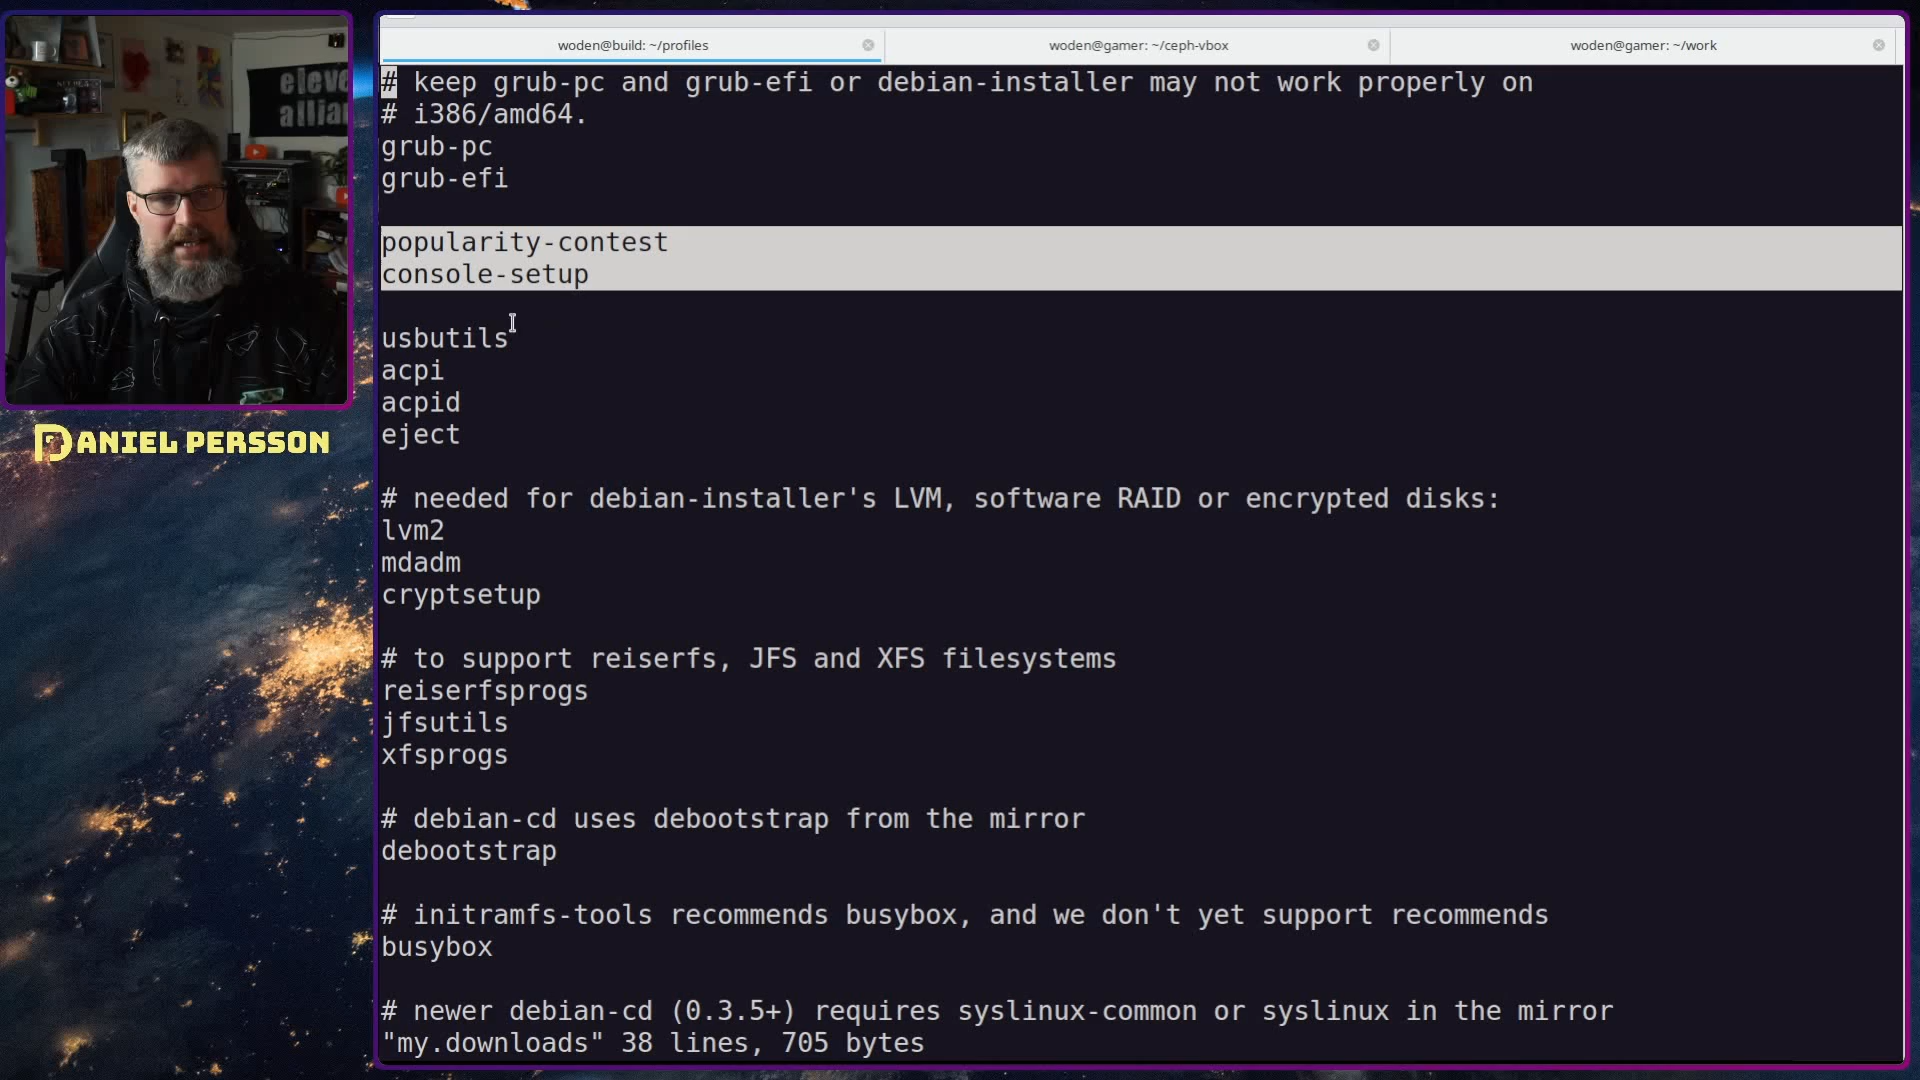 woden@build: ~/profiles
woden@gamer: ~/ceph-vbox
woden@gamer: ~/work
# keep grub-pc and grub-efi or debian-installer may not work properly on
# i386/amd64.
grub-pc
grub-efi
popularity-contest
console-setup
usbutils
acpi
acpid
eject
# needed for debian-installer's LVM, software RAID or encrypted disks:
lvm2
mdadm
cryptsetup
# to support reiserfs, JFS and XFS filesystems
reiserfsprogs
jfsutils
xfsprogs
# debian-cd uses debootstrap from the mirror
debootstrap
# initramfs-tools recommends busybox, and we don't yet support recommends
busybox
# newer debian-cd (0.3.5+) requires syslinux-common or syslinux in the mirror
"my.downloads" 38 lines, 705 bytes
DANIEL PERSSON